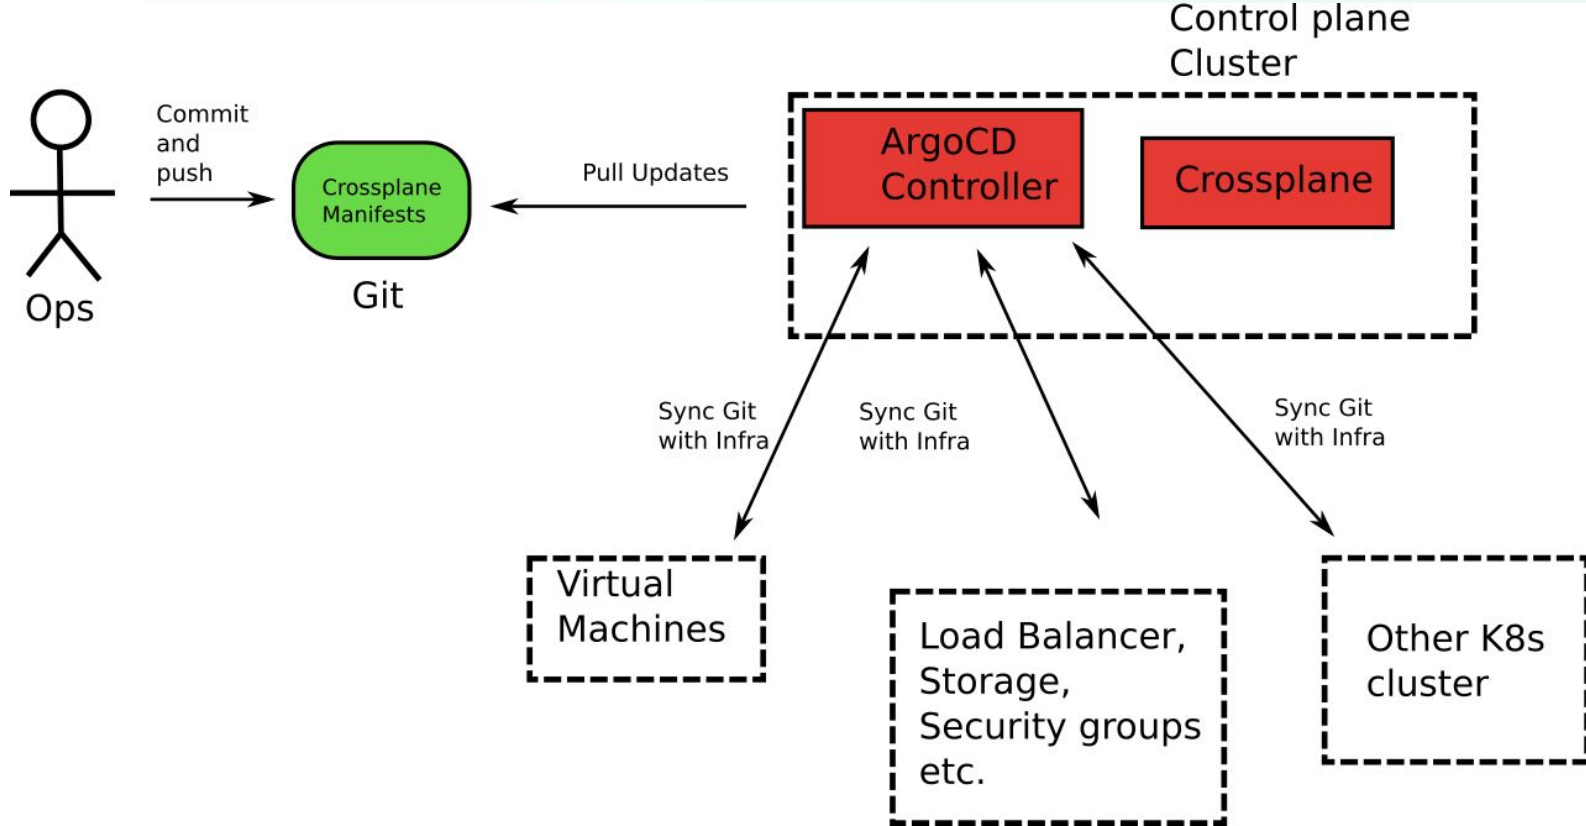 Control plane
Cluster
Commit
and
push
Crossplane
Manifests
Pull Updates
ArgoCD
Controller
Crossplane
Git
Ops
Sync Git
with Infra
Sync Git
with Infra
Sync Git
with Infra
Virtual
Machines
Load Balancer,
Storage,
Security groups
etc.
Other K8s
cluster